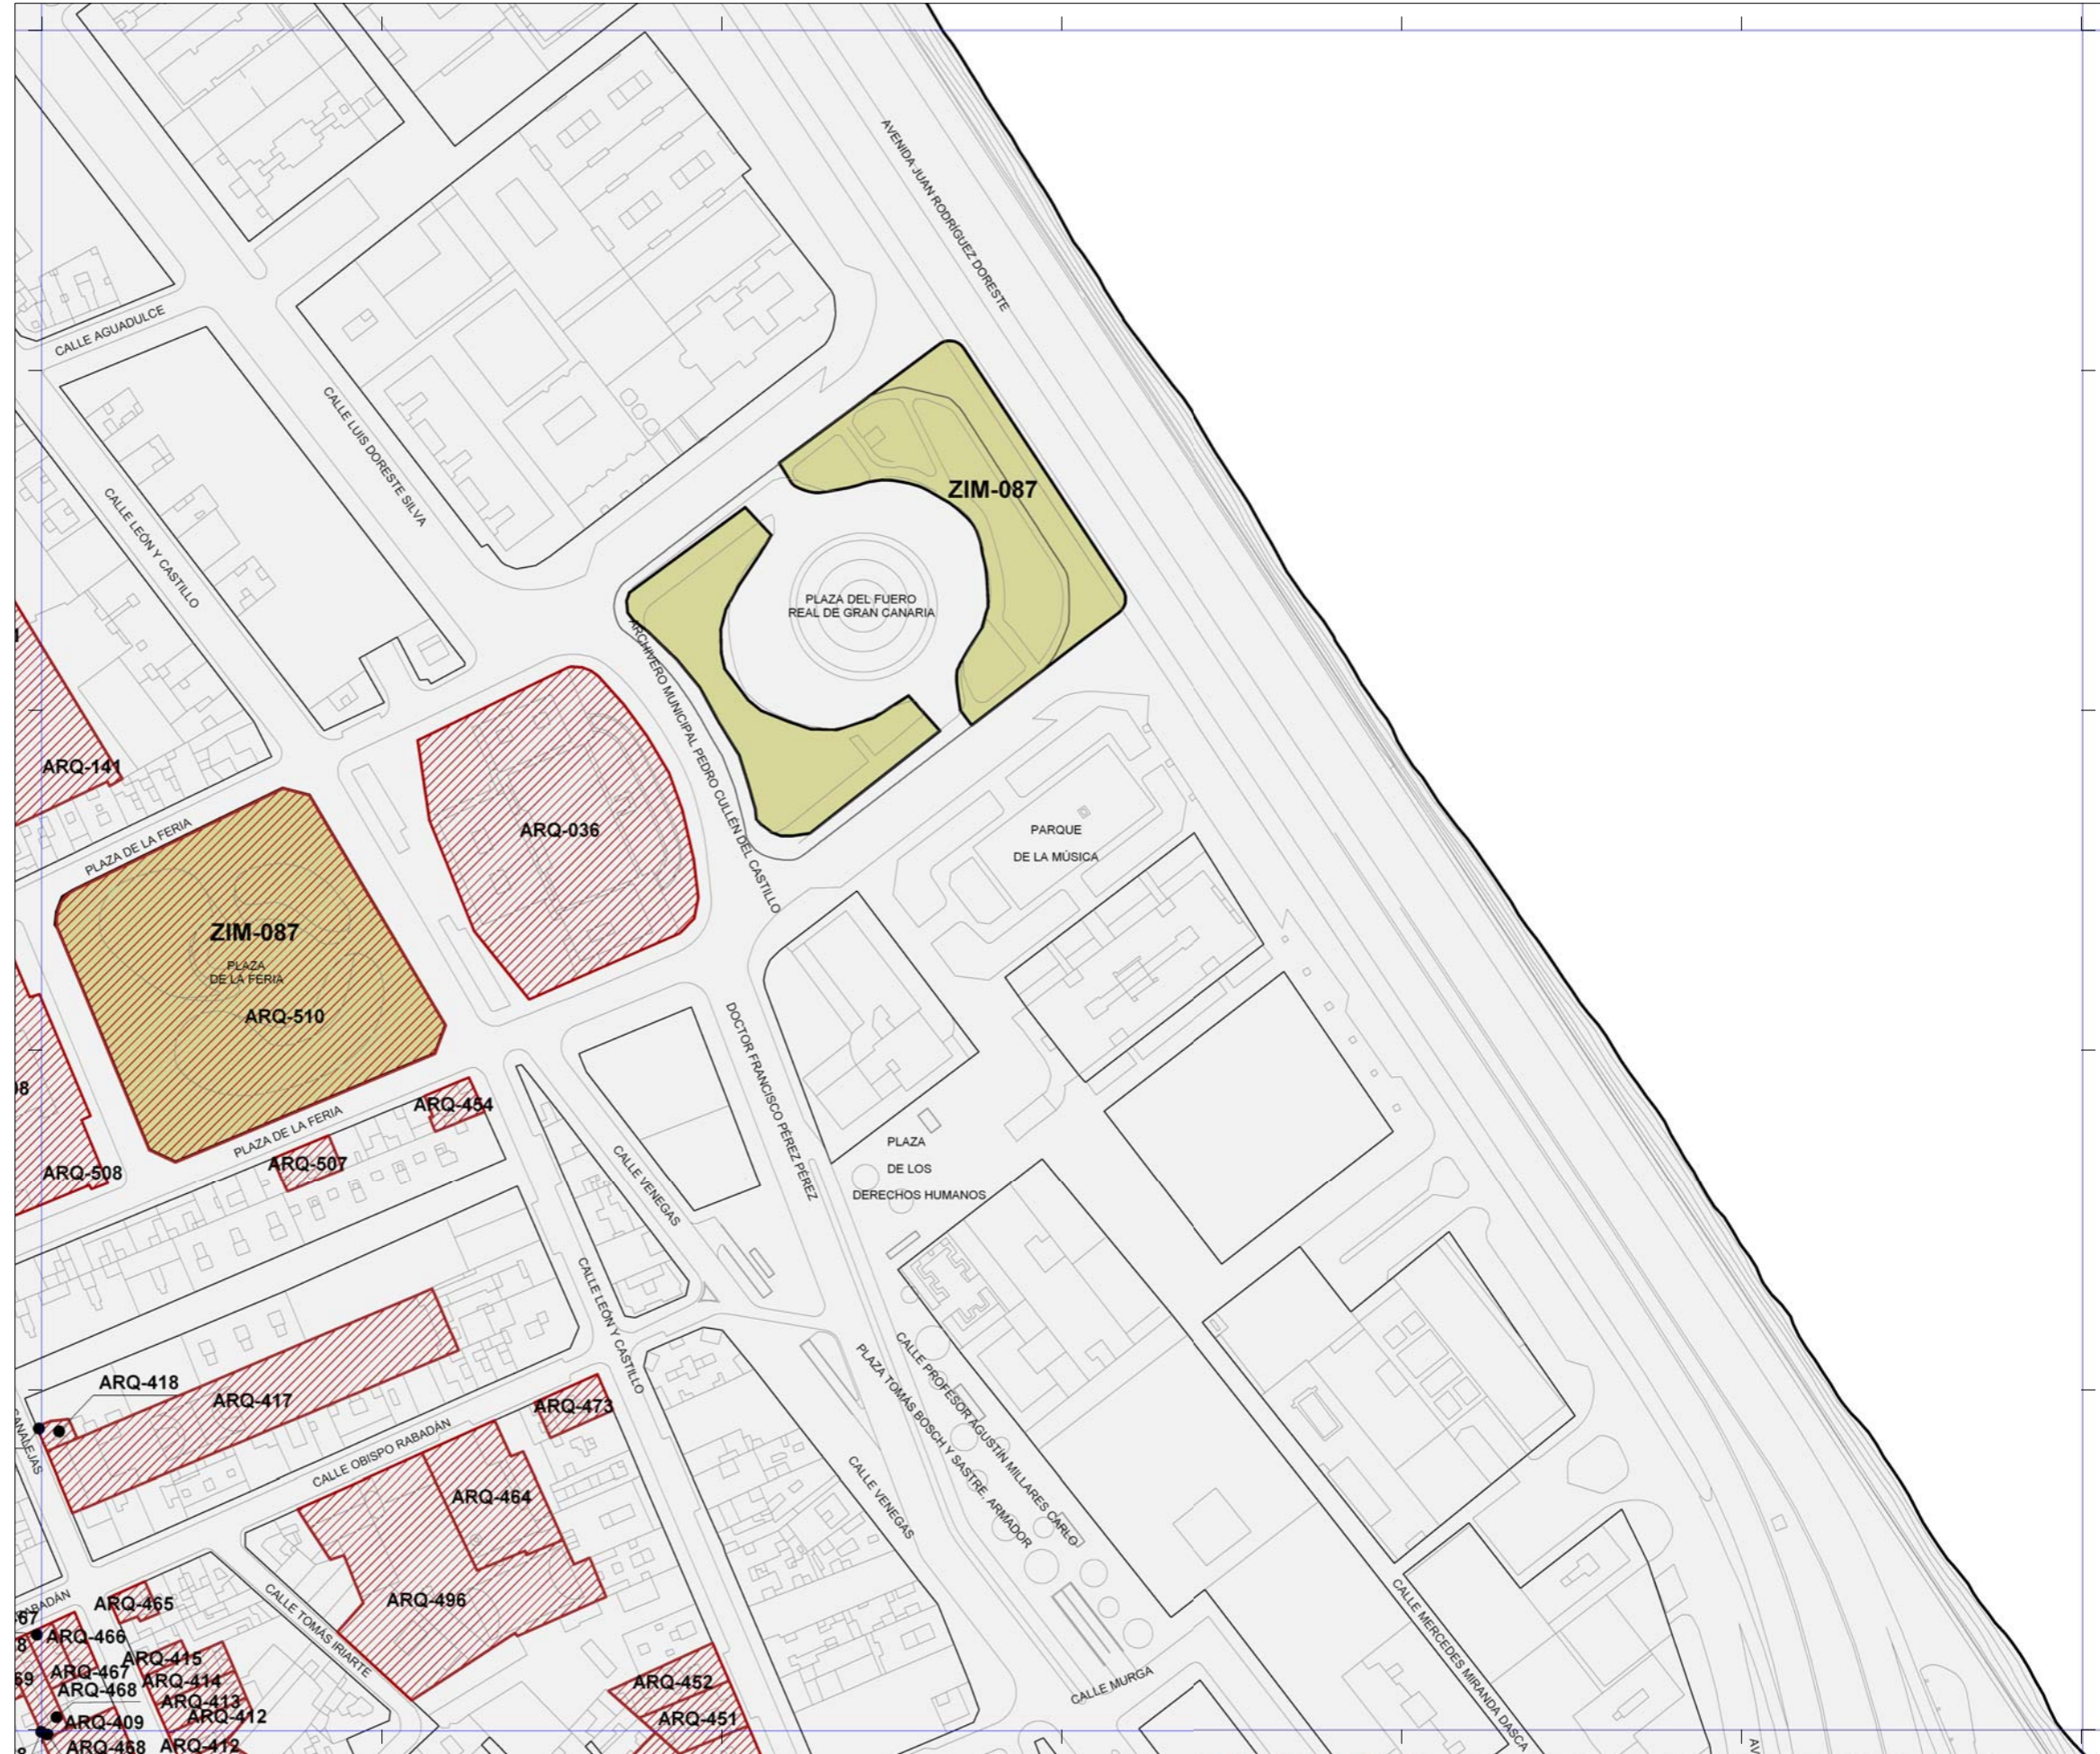 AVENIDA JUAN RODRÍGUEZ DORESTE
CALLE AGUADULCE
CALLE LUIS DORESTE SILVA
CALLE LEÓN Y CASTILLO
ZIM-087
PLAZA DEL FUERO
REAL DE GRAN CANARIA
ARCHIVERO MUNICIPAL PEDRO CULLÉN DEL CASTILLO
ARQ-141
ARQ-036
PARQUE
DE LA MÚSICA
PLAZA DE LA FERIA
ZIM-087
PLAZA
DE LA FERIA
ARQ-510
ARQ-454
PLAZA DE LA FERIA
ARQ-507
ARQ-508
DOCTOR FRANCISCO PÉREZ PÉREZ
CALLE VENEGAS
PLAZA
DE LOS
DERECHOS HUMANOS
CALLE LEÓN Y CASTILLO
ARQ-418
ARQ-417
ARQ-473
CALLE OBISPO RABADÁN
ARQ-464
ARQ-496
CALLE PROFESOR AGUSTÍN MILLARES CARLO
PLAZA TOMÁS BOSCH Y SASTRE, ARMADOR
CALLE VENEGAS
CALLE TOMÁS IRIARTE
ARQ-465
ARQ-466
ARQ-415
ARQ-467
ARQ-414
ARQ-468
ARQ-413
ARQ-412
ARQ-409
ARQ-468
ARQ-412
ARQ-452
ARQ-451
CALLE MURGA
CALLE MERCEDES MIRANDA DASCA
AV